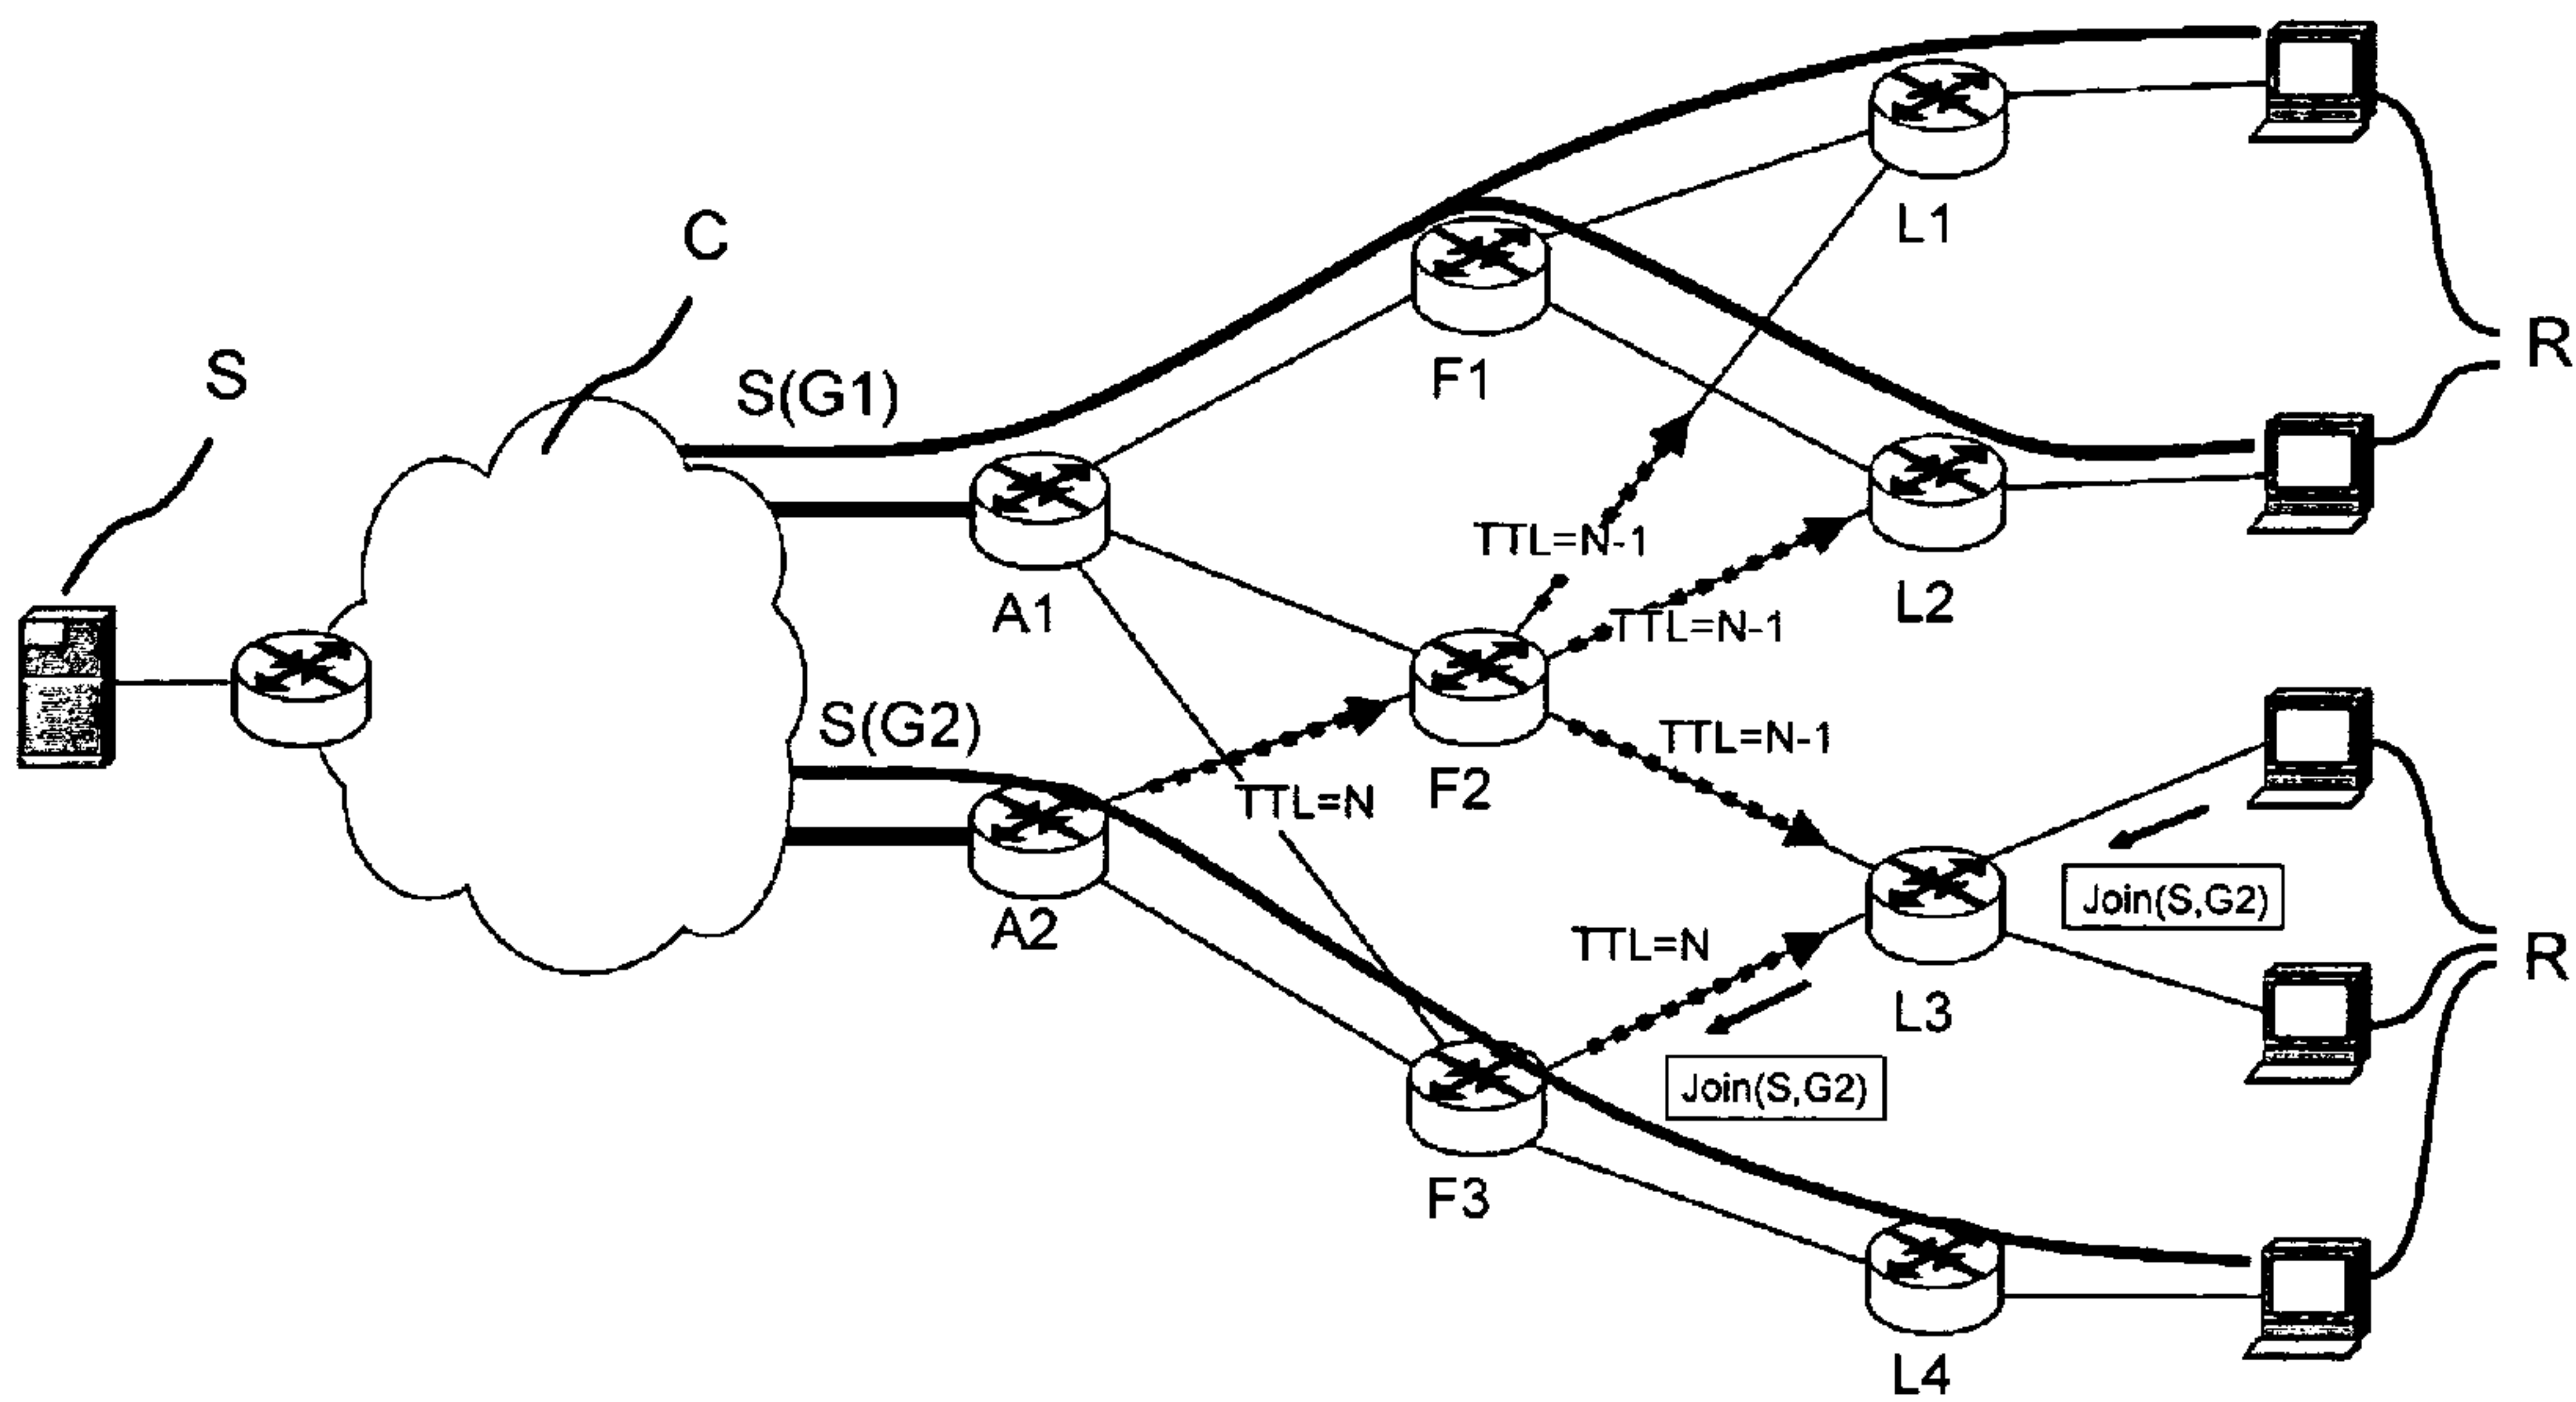 C
S
S(G1)
L1
F1
R
A1
TTL=N-1
L2
TTL=N-1
S(G2)
TTL=N-1
TTL=N
F2
A2
Join(S,G2)
TTL=N
R
L3
Join(S,G2)
F3
L4